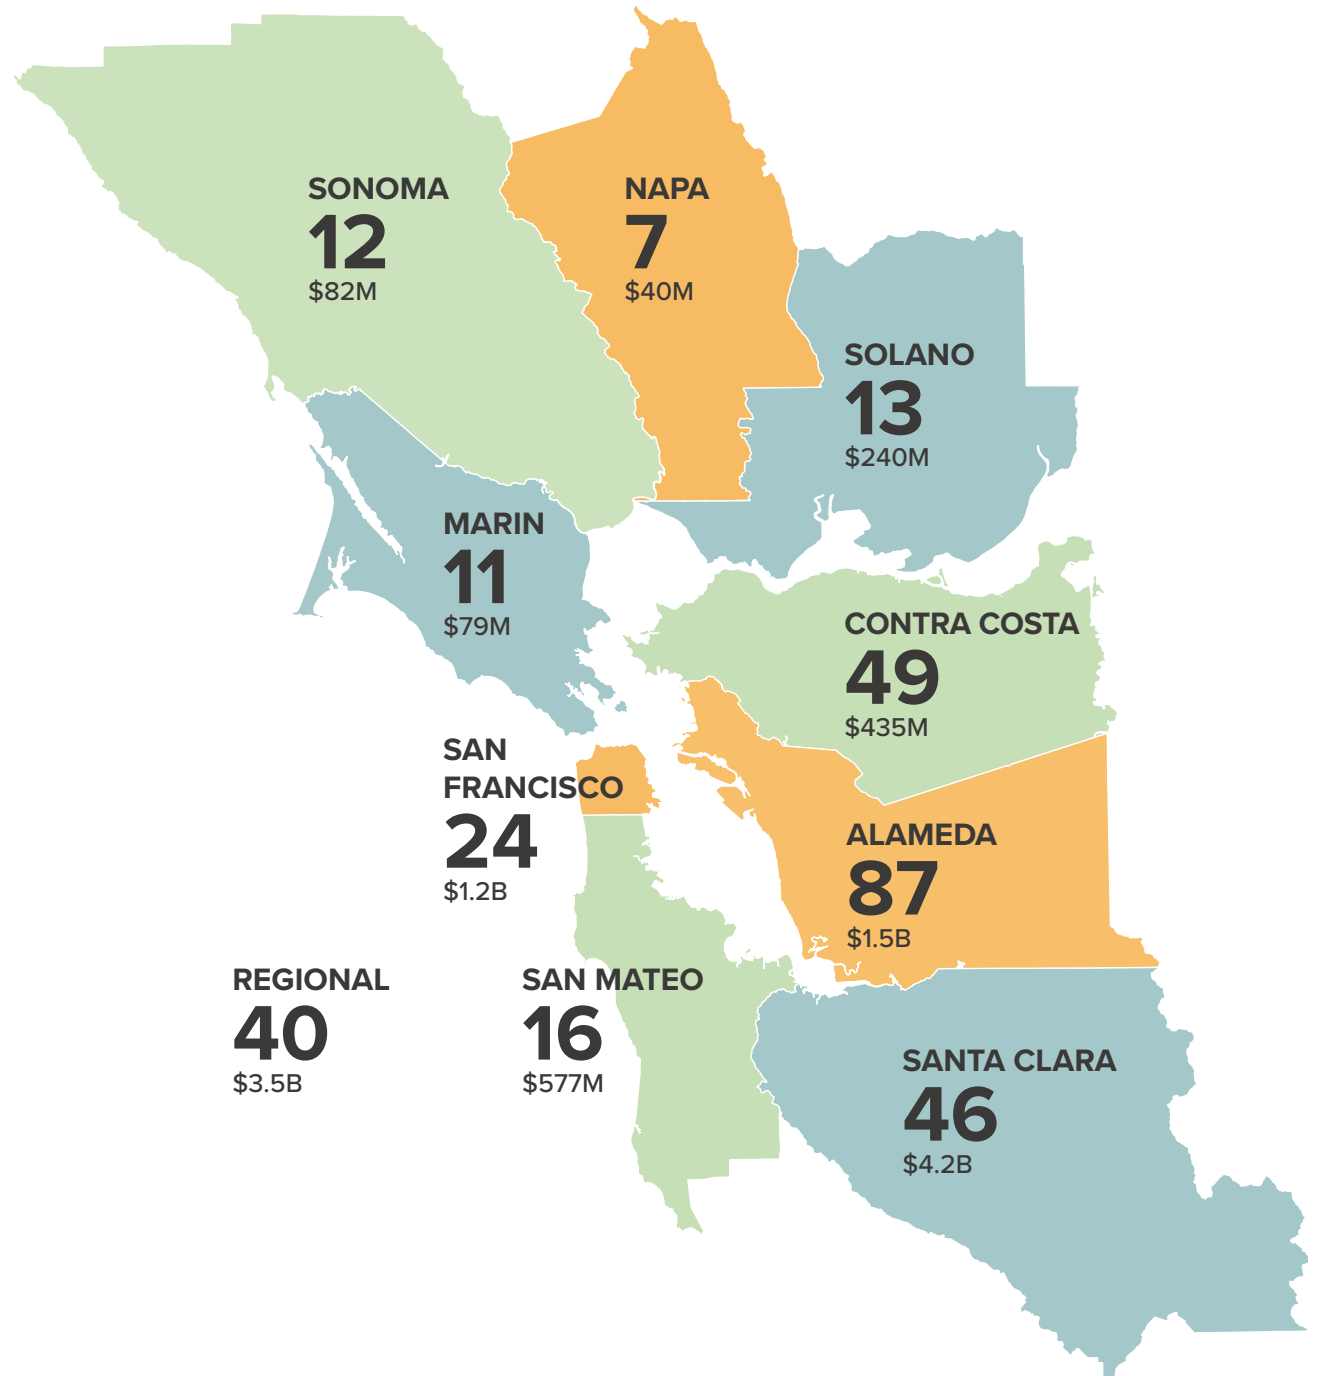 SONOMA
12
$82M
NAPA
7
$40M
SOLANO
13
$240M
MARIN
11
$79M
CONTRA COSTA
49
$435M
SAN
FRANCISCO
24
$1.2B
ALAMEDA
87
$1.5B
REGIONAL
40
$3.5B
SAN MATEO
16
$577M
SANTA CLARA
46
$4.2B